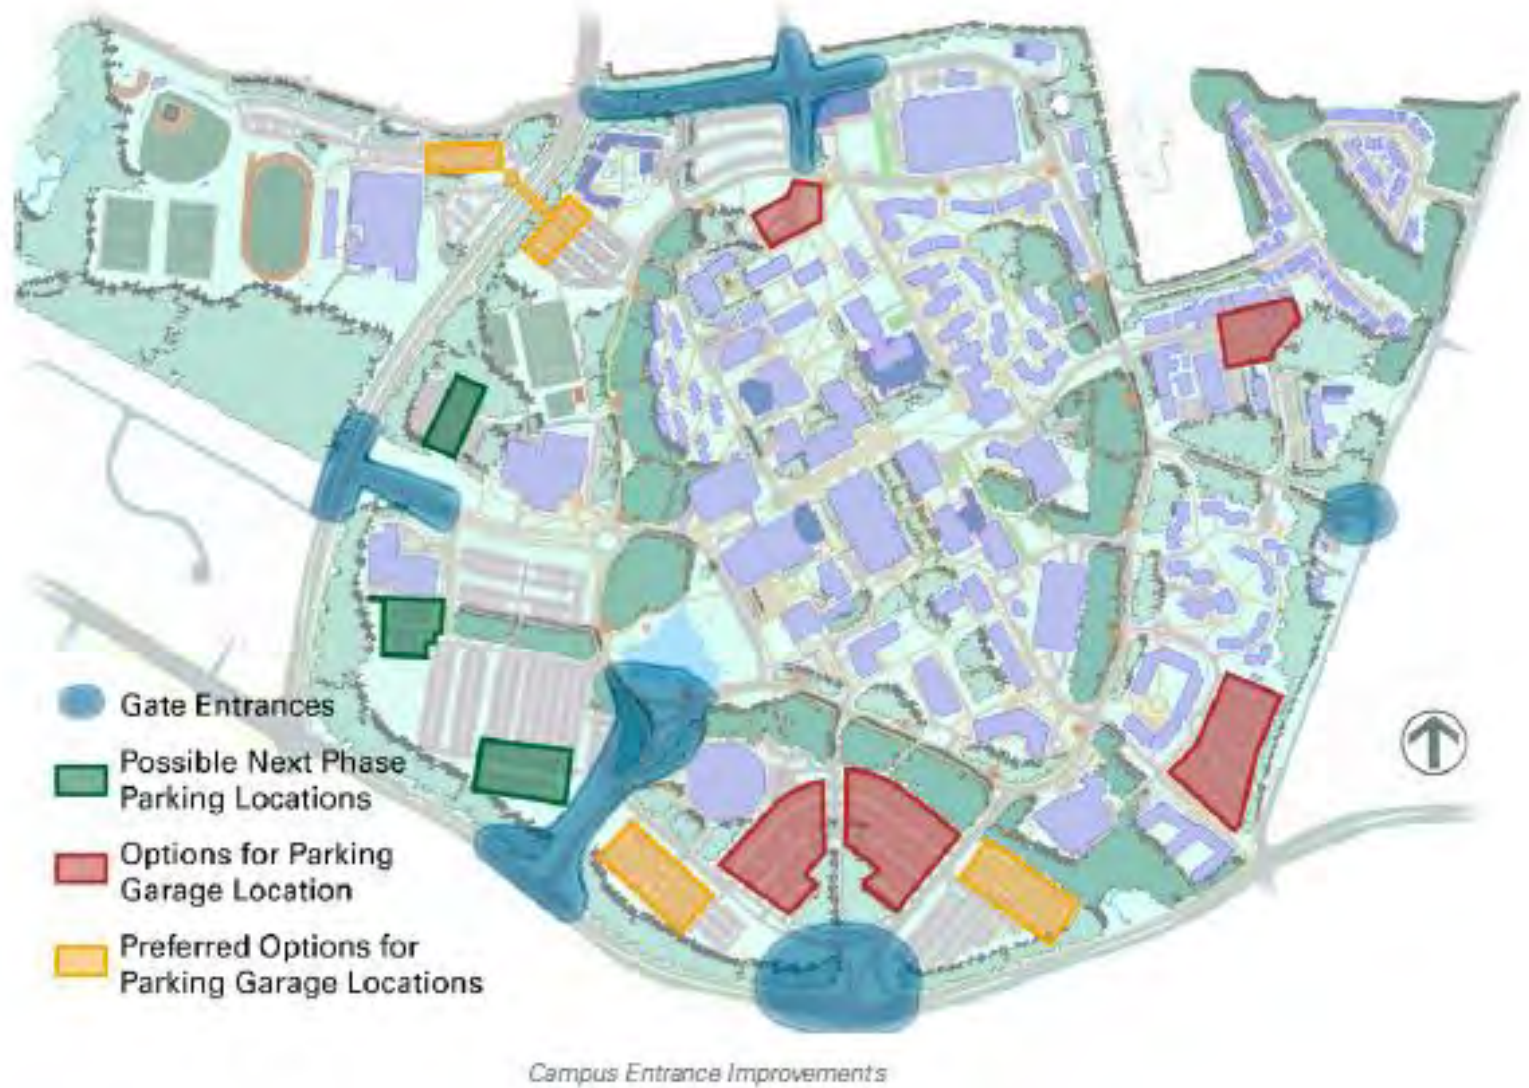 Gate Entrances
Possible Next Phase
Parking Locations
Options for Parking
Garage Location
Preferred Options for
Parking Garage Locations
Campus Entrance Improvements